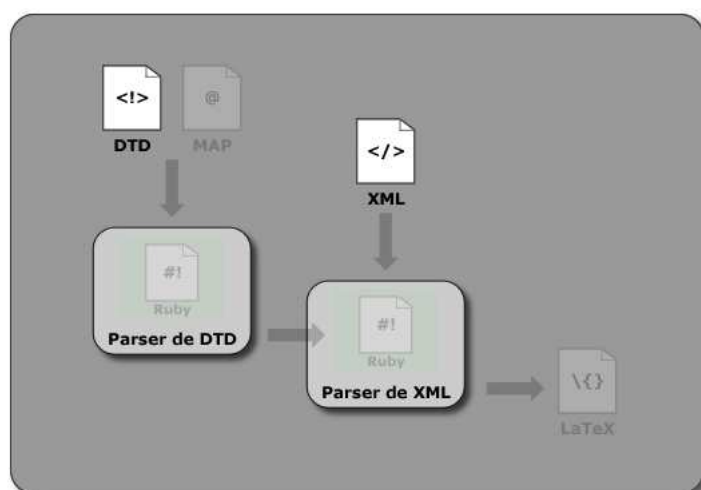 <!> @
DTD MAP
</>
XML
#!
Ruby
Parser de DTD
#!
Ruby
Parser de XML
\{}
LaTeX